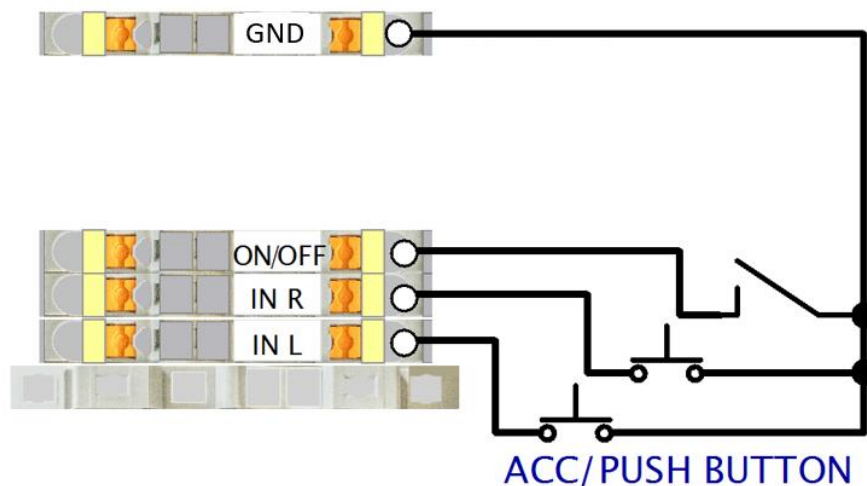 GND
ON/OFF
IN R
IN L
ACC/PUSH BUTTON